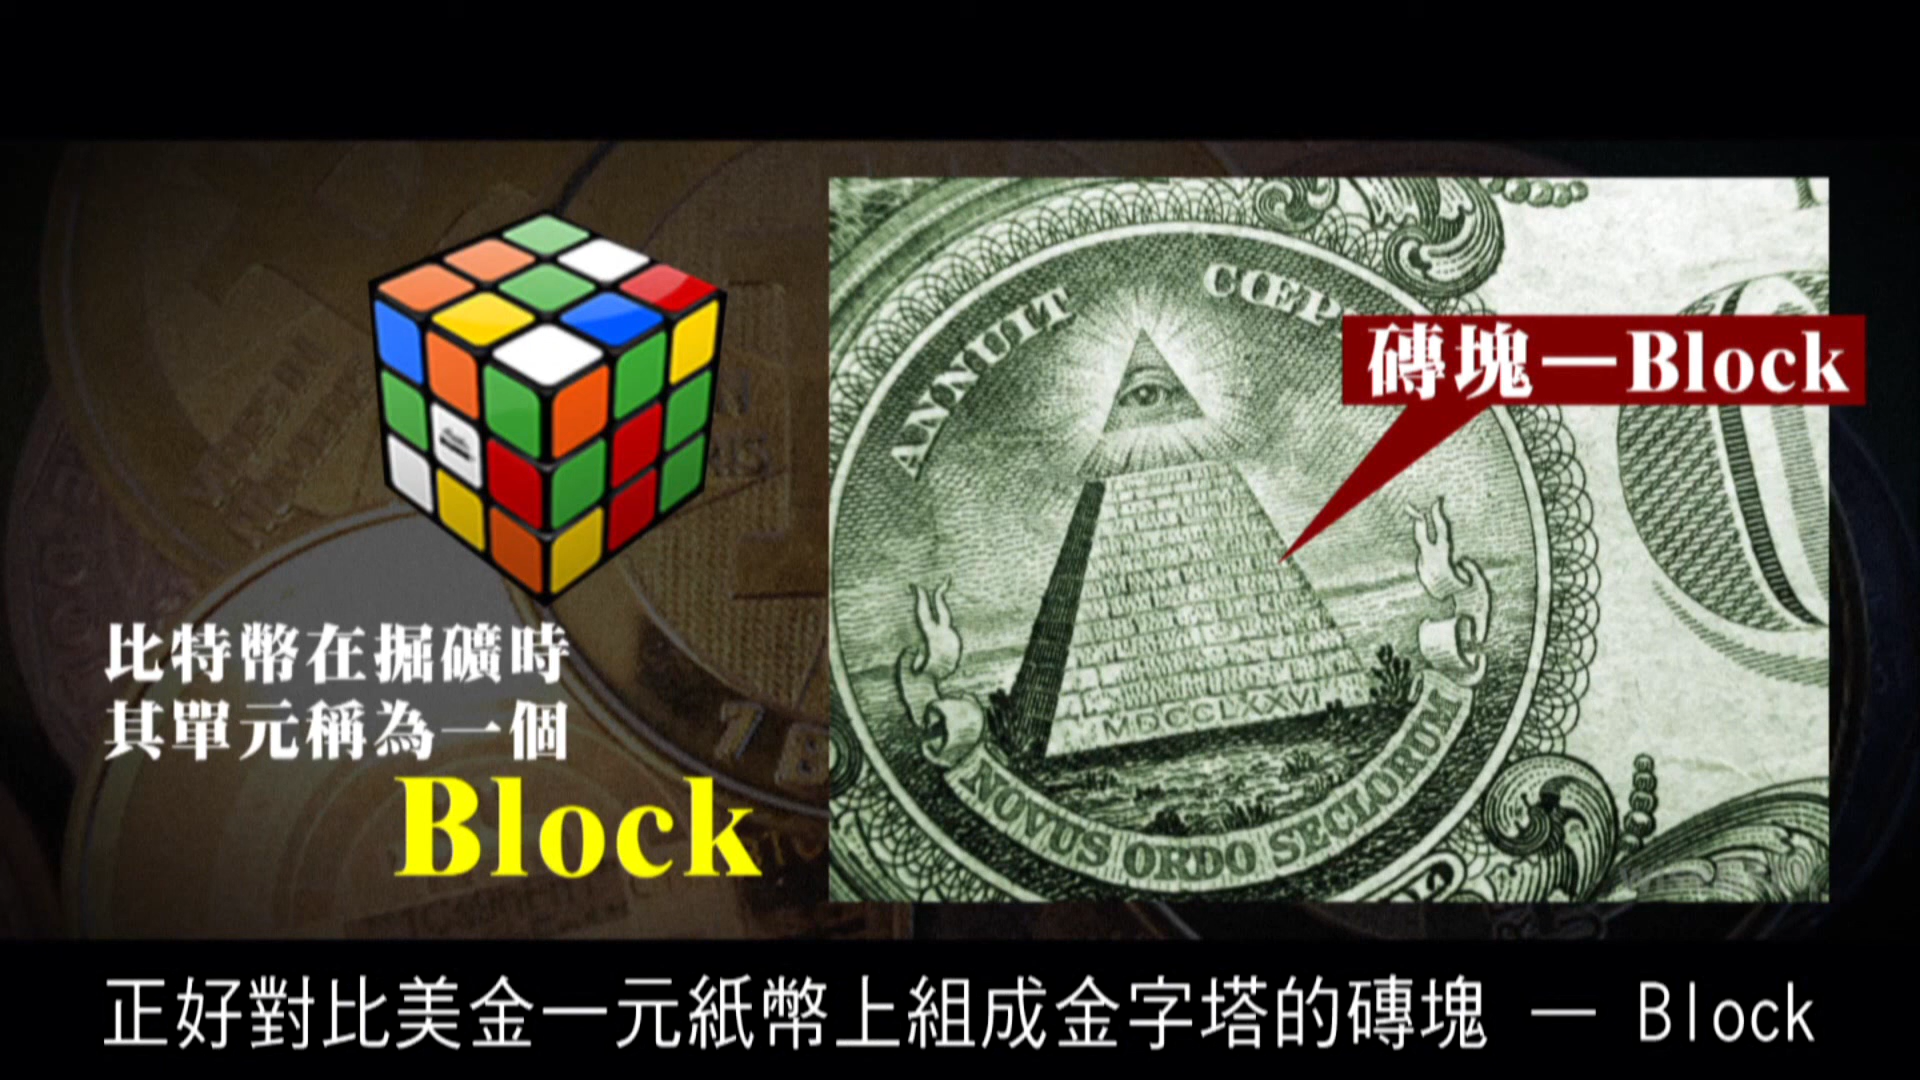 比特幣在掘礦時
其單元稱為一個
Block
ANNUIT CŒP
磚塊—Block
MDCCLXXVI
NOVUS ORDO SECLORUM
正好對比美金一元紙幣上組成金字塔的磚塊 — Block